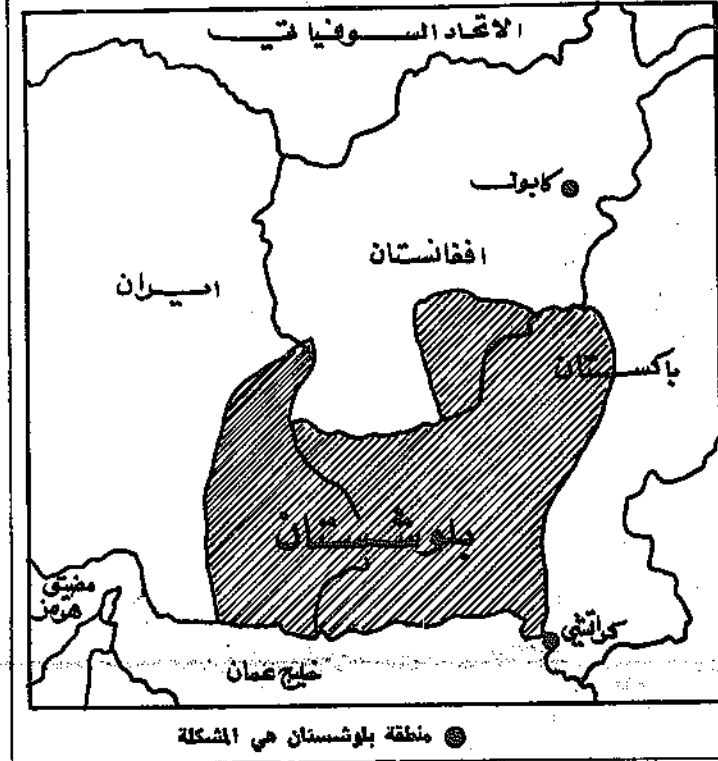 الاتحاد السوفياتي
كابول
افغانستان
ايران
باكستان
بلوشستان
مضيق
هرمز
كراتشي
خليج عمان
منطقة بلوشستان هي المشكلة